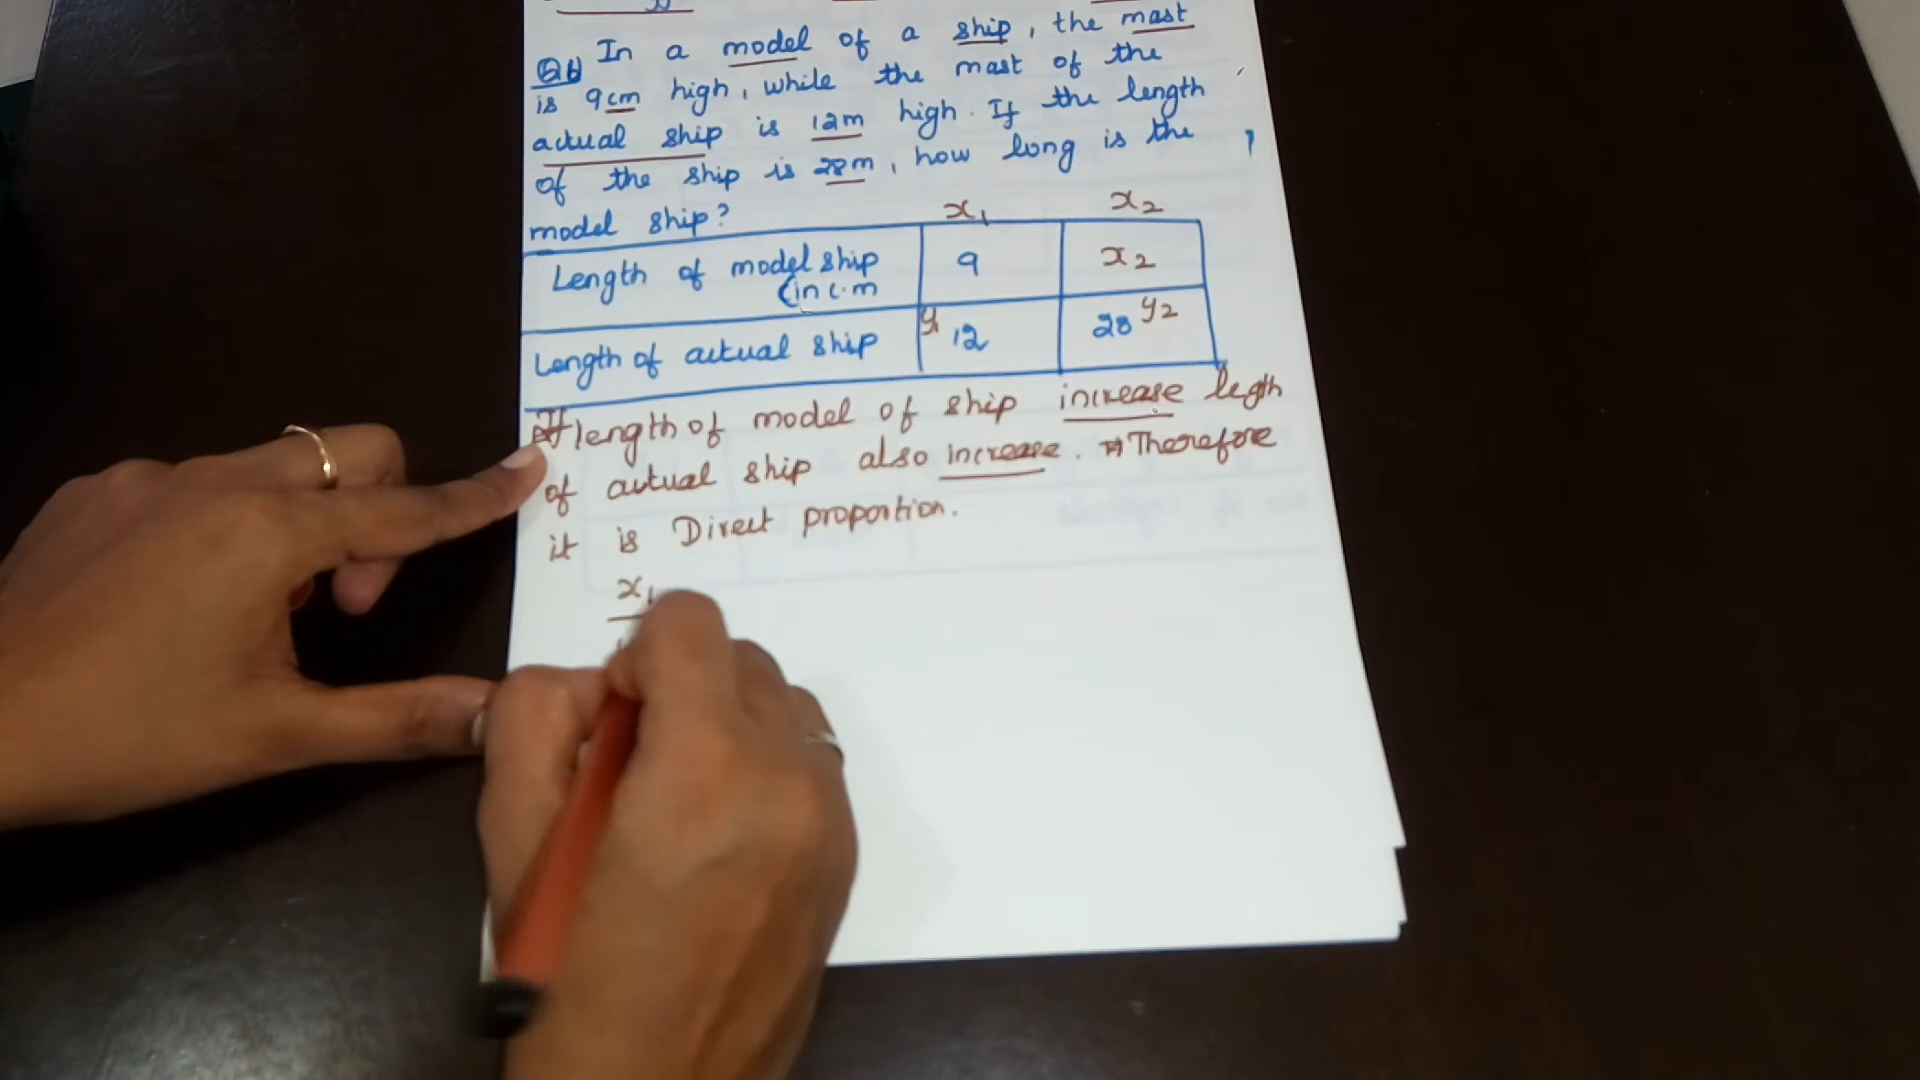 Q6) In a model of a ship, the mast
is 9cm high, while the mast of the
actual ship is 12m high. If the length
of the ship is 28m, how long is the
model ship?
x₁ x₂
Length of model ship 9 x₂
(in c.m
Length of actual ship y₁ 12 28 y₂
If length of model of ship increase legth
of actual ship also increase. ⇒ Therefore
it is Direct proportion.
x₁